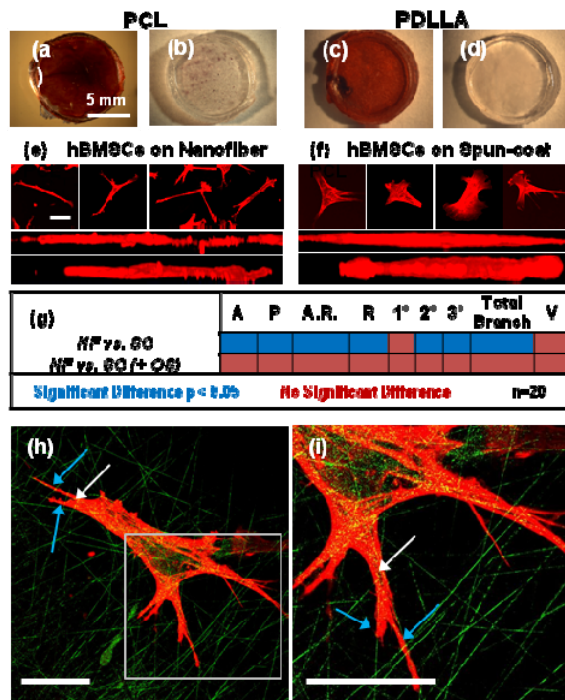 PCL PDLLA
(a) (b) (c) (d)
5 mm
(e) hBMSCs on Nanofiber (f) hBMSCs on Spun-coat
PCL
(g) A P A.R. R 1° 2° 3° Total Branch V
NF vs. SC
NF vs. SC (+ OS)
Significant Difference p < 0.05 No Significant Difference n=20
(h) (i)